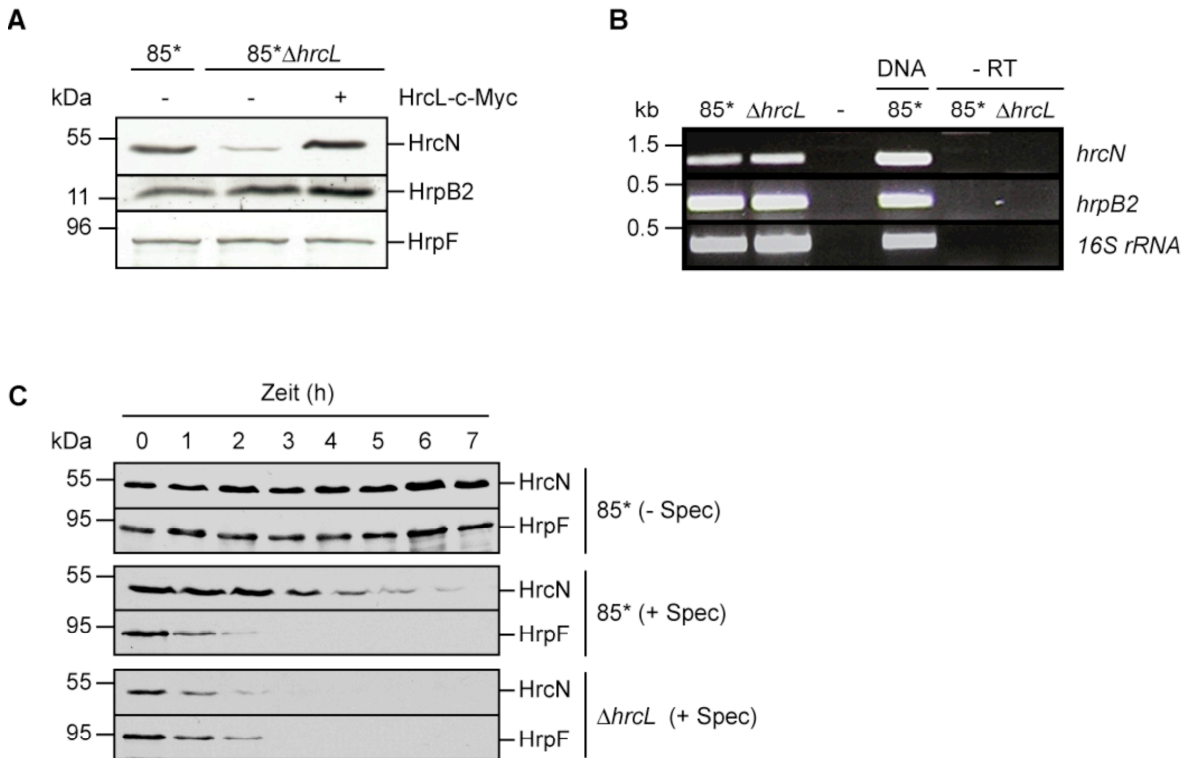 A
85* 85*ΔhrcL
kDa - - + HrcL-c-Myc
55 HrcN
11 HrpB2
96 HrpF
B
DNA - RT
kb 85* ΔhrcL - 85* 85* ΔhrcL
1.5 hrcN
0.5 hrpB2
0.5 16S rRNA
C
Zeit (h)
kDa 0 1 2 3 4 5 6 7
55 HrcN
95 HrpF
85* (- Spec)
55 HrcN
95 HrpF
85* (+ Spec)
55 HrcN
95 HrpF
ΔhrcL (+ Spec)